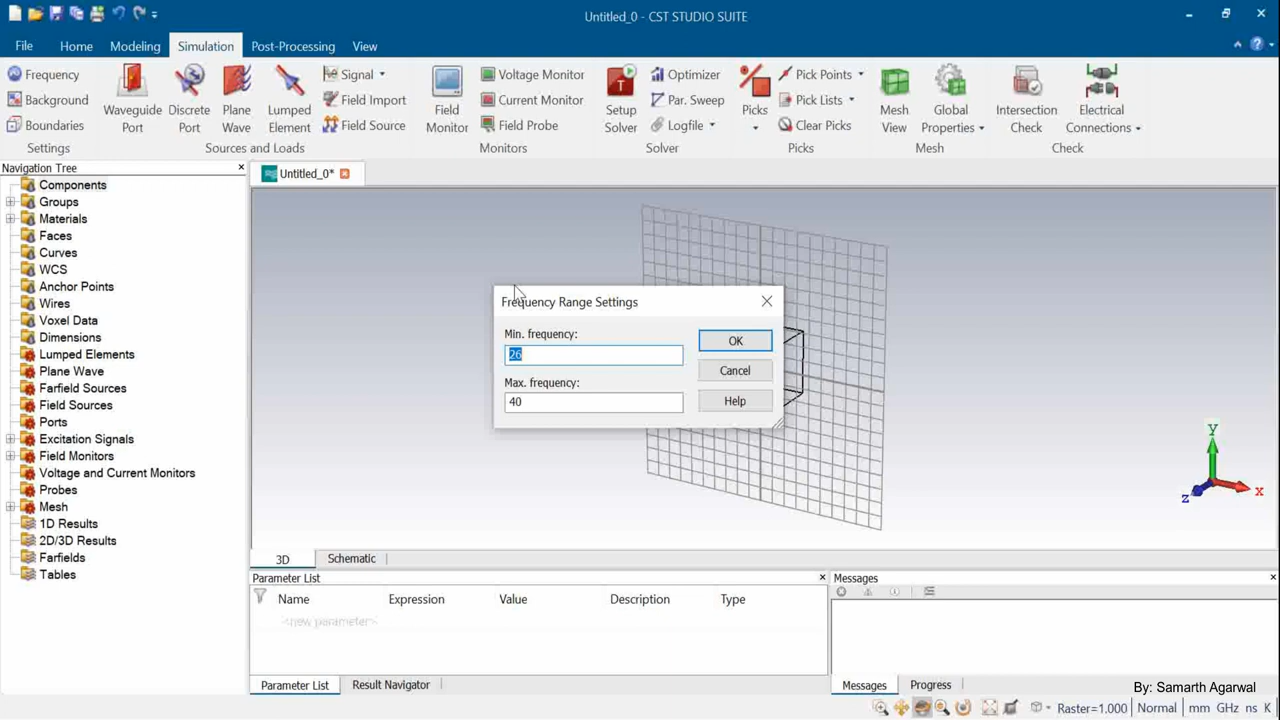 Untitled_0 - CST STUDIO SUITE
File Home Modeling Simulation Post-Processing View
Frequency
Background
Boundaries
Settings
Waveguide Port
Discrete Port
Plane Wave
Lumped Element
Signal
Field Import
Field Source
Sources and Loads
Field Monitor
Voltage Monitor
Current Monitor
Field Probe
Monitors
Setup Solver
Optimizer
Par. Sweep
Logfile
Solver
Picks
Pick Points
Pick Lists
Clear Picks
Picks
Mesh View
Global Properties
Mesh
Intersection Check
Electrical Connections
Check
Navigation Tree
Components
Groups
Materials
Faces
Curves
WCS
Anchor Points
Wires
Voxel Data
Dimensions
Lumped Elements
Plane Wave
Farfield Sources
Field Sources
Ports
Excitation Signals
Field Monitors
Voltage and Current Monitors
Probes
Mesh
1D Results
2D/3D Results
Farfields
Tables
Untitled_0*
Frequency Range Settings
Min. frequency:
26
Max. frequency:
40
OK
Cancel
Help
y
x
z
3D Schematic
Parameter List
Name Expression Value Description Type
<new parameter>
Parameter List Result Navigator
Messages
Messages Progress
By: Samarth Agarwal
Raster=1.000 Normal mm GHz ns K